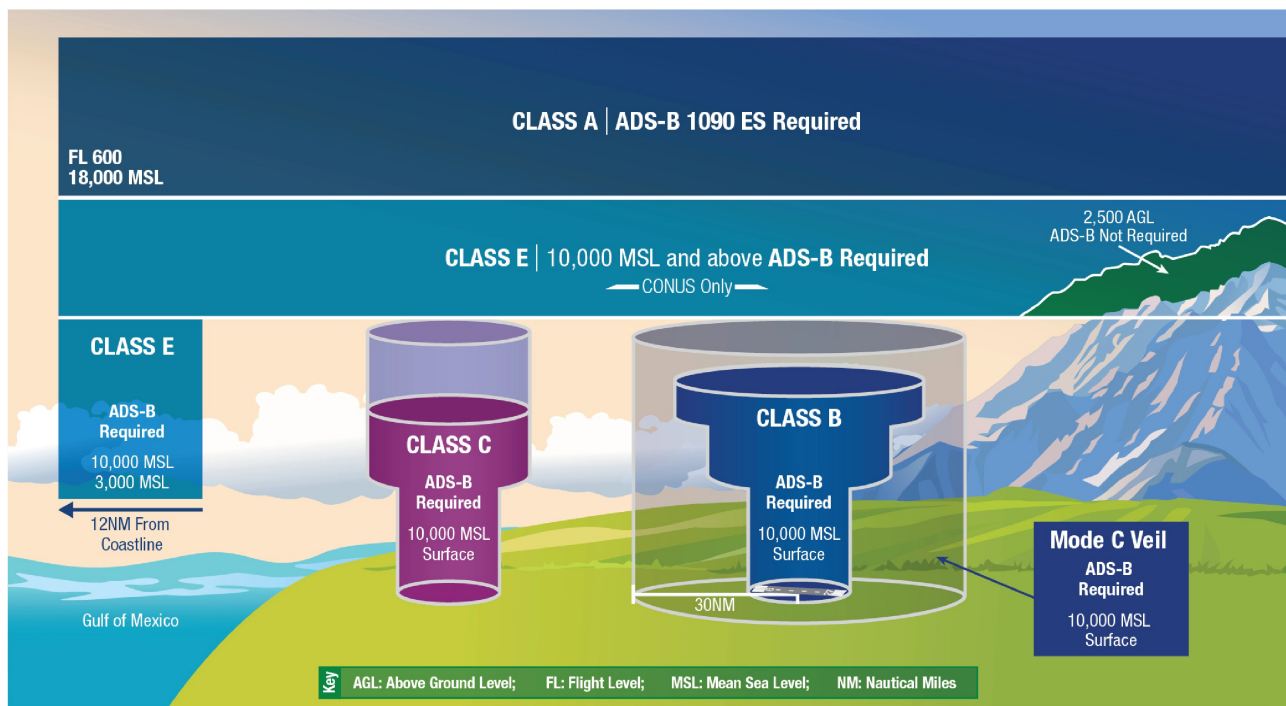 CLASS A | ADS-B 1090 ES Required
FL 600
18,000 MSL
2,500 AGL
ADS-B Not Required
CLASS E | 10,000 MSL and above ADS-B Required
CONUS Only
CLASS E
ADS-B
Required
10,000 MSL
3,000 MSL
12NM From
Coastline
Gulf of Mexico
CLASS C
ADS-B
Required
10,000 MSL
Surface
CLASS B
ADS-B
Required
10,000 MSL
Surface
30NM
Mode C Veil
ADS-B
Required
10,000 MSL
Surface
Key
AGL: Above Ground Level; FL: Flight Level; MSL: Mean Sea Level; NM: Nautical Miles